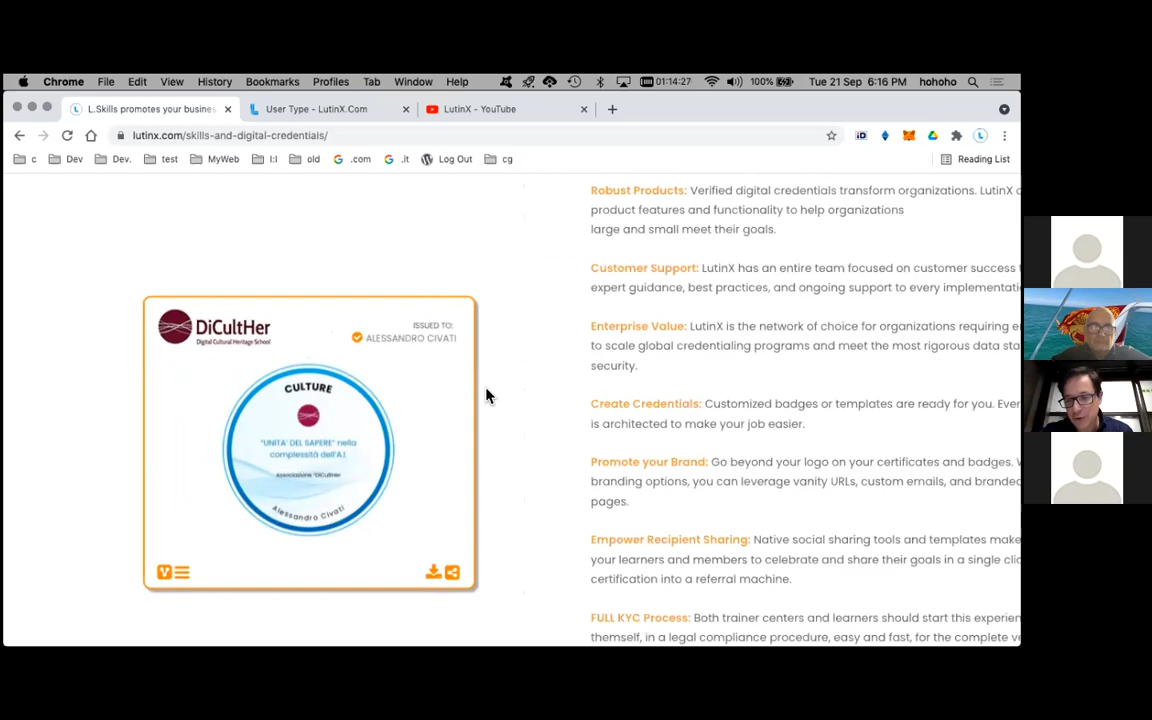 Chrome File Edit View History Bookmarks Profiles Tab Window Help 01:14:27 100% Tue 21 Sep 6:16 PM hohoho
L.Skills promotes your busines User Type - LutinX.Com LutinX - YouTube
lutinx.com/skills-and-digital-credentials/
c Dev Dev. test MyWeb I:I old .com .it Log Out cg Reading List
Robust Products: Verified digital credentials transform organizations. LutinX
product features and functionality to help organizations
large and small meet their goals.
Customer Support: LutinX has an entire team focused on customer success
expert guidance, best practices, and ongoing support to every implementati
Enterprise Value: LutinX is the network of choice for organizations requiring
to scale global credentialing programs and meet the most rigorous data sta
security.
Create Credentials: Customized badges or templates are ready for you. Ever
is architected to make your job easier.
Promote your Brand: Go beyond your logo on your certificates and badges.
branding options, you can leverage vanity URLs, custom emails, and branded
pages.
Empower Recipient Sharing: Native social sharing tools and templates make
your learners and members to celebrate and share their goals in a single clic
certification into a referral machine.
FULL KYC Process: Both trainer centers and learners should start this experien
themself, in a legal compliance procedure, easy and fast, for the complete ve
DiCultHer
Digital Cultural Heritage School
ISSUED TO:
ALESSANDRO CIVATI
CULTURE
"UNITA' DEL SAPERE" nella
complessità dell'A.I.
Associazione "DiCultHer
Alessandro Civati
V